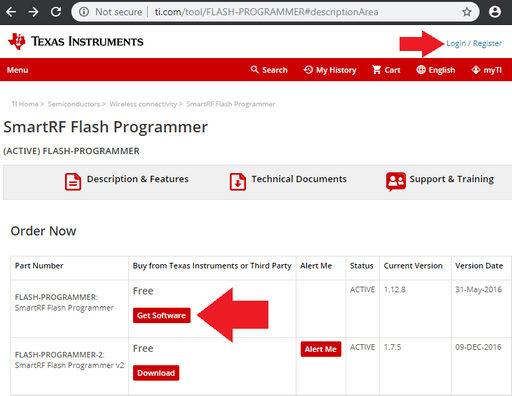 Not secure | ti.com/tool/FLASH-PROGRAMMER#descriptionArea
TEXAS INSTRUMENTS
Login / Register
Menu
Search
My History
Cart
English
myTI
TI Home > Semiconductors > Wireless connectivity > SmartRF Flash Programmer
SmartRF Flash Programmer
(ACTIVE) FLASH-PROGRAMMER
Description & Features
Technical Documents
Support & Training
Order Now
Part Number
Buy from Texas Instruments or Third Party
Alert Me
Status
Current Version
Version Date
FLASH-PROGRAMMER:
SmartRF Flash Programmer
Free
Get Software
ACTIVE
1.12.8
31-May-2016
FLASH-PROGRAMMER-2:
SmartRF Flash Programmer v2
Free
Download
Alert Me
ACTIVE
1.7.5
09-DEC-2016